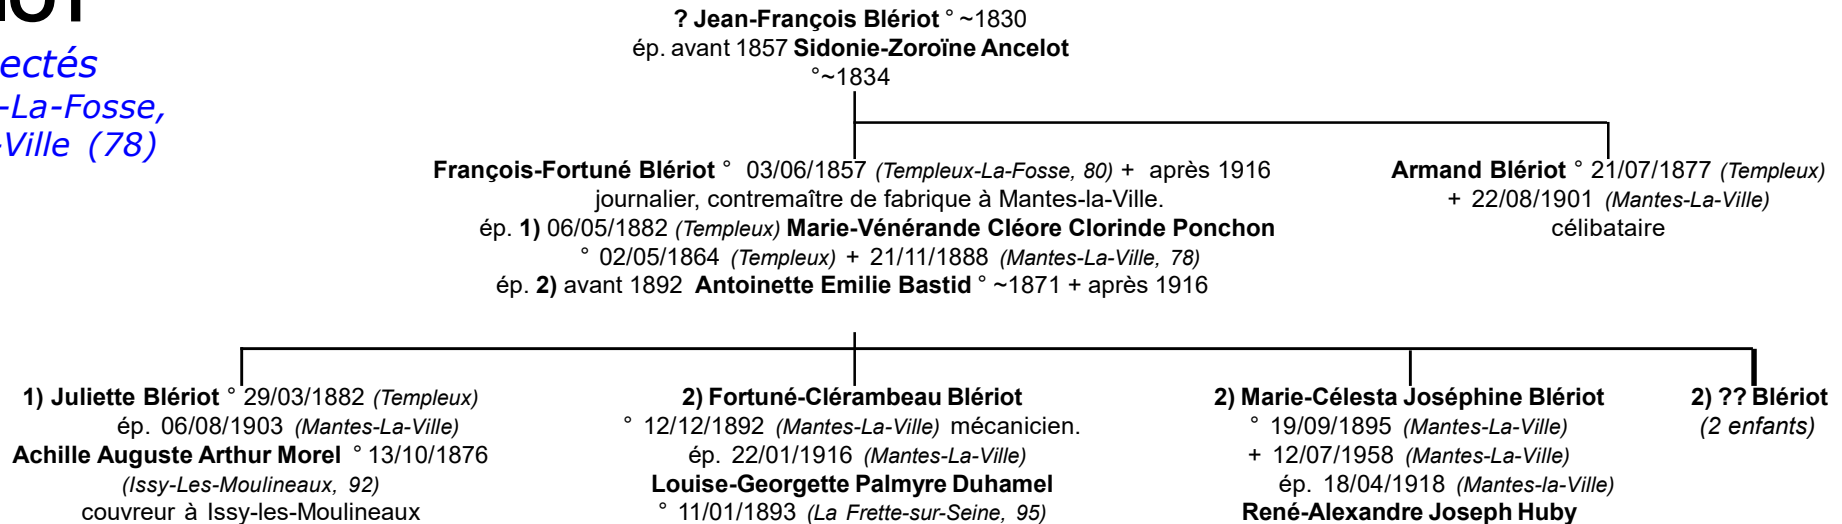 ectés
-La-Fosse,
-Ville (78)
? Jean-François Blériot ° ~1830
ép. avant 1857 Sidonie-Zoroïne Ancelot
°~1834
François-Fortuné Blériot ° 03/06/1857 (Templeux-La-Fosse, 80) + après 1916
journalier, contremaître de fabrique à Mantes-la-Ville.
ép. 1) 06/05/1882 (Templeux) Marie-Vénérande Cléore Clorinde Ponchon
° 02/05/1864 (Templeux) + 21/11/1888 (Mantes-La-Ville, 78)
ép. 2) avant 1892 Antoinette Emilie Bastid ° ~1871 + après 1916
Armand Blériot ° 21/07/1877 (Templeux)
+ 22/08/1901 (Mantes-La-Ville)
célibataire
1) Juliette Blériot ° 29/03/1882 (Templeux)
ép. 06/08/1903 (Mantes-La-Ville)
Achille Auguste Arthur Morel ° 13/10/1876
(Issy-Les-Moulineaux, 92)
couvreur à Issy-les-Moulineaux
2) Fortuné-Clérambeau Blériot
° 12/12/1892 (Mantes-La-Ville) mécanicien.
ép. 22/01/1916 (Mantes-La-Ville)
Louise-Georgette Palmyre Duhamel
° 11/01/1893 (La Frette-sur-Seine, 95)
2) Marie-Célesta Joséphine Blériot
° 19/09/1895 (Mantes-La-Ville)
+ 12/07/1958 (Mantes-La-Ville)
ép. 18/04/1918 (Mantes-la-Ville)
René-Alexandre Joseph Huby
2) ?? Blériot
(2 enfants)